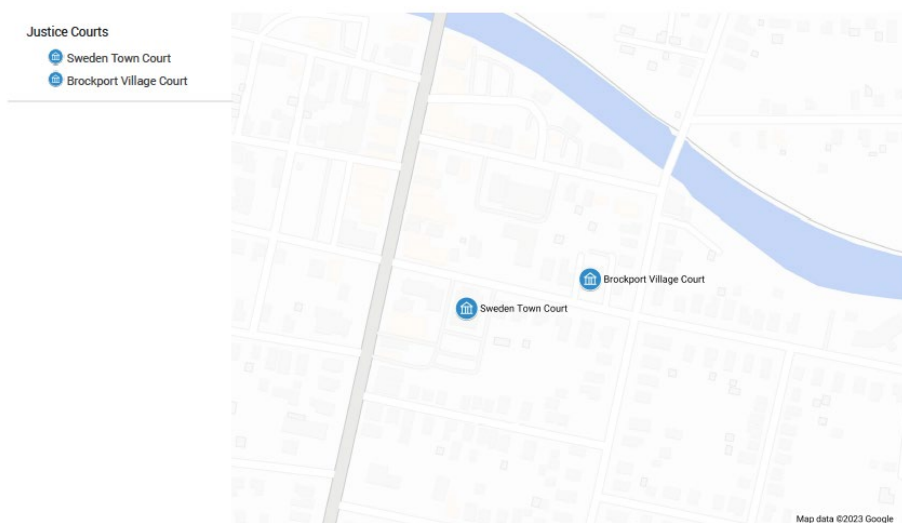 Justice Courts
Sweden Town Court
Brockport Village Court
Brockport Village Court
Sweden Town Court
Map data ©2023 Google